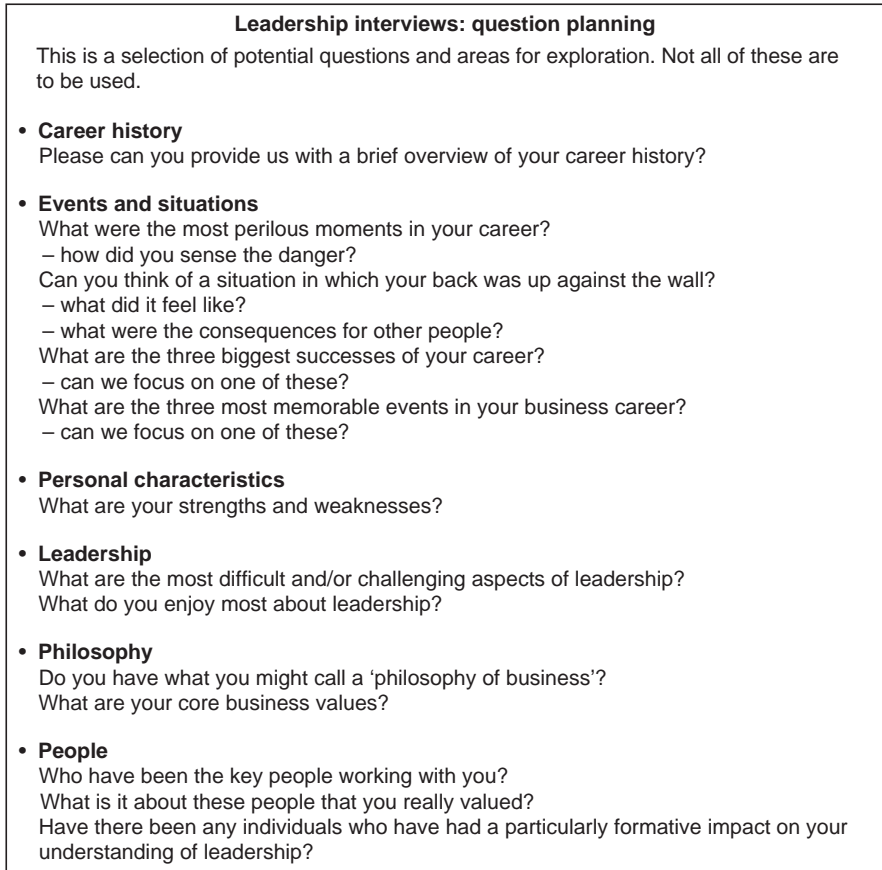 Leadership interviews: question planning
This is a selection of potential questions and areas for exploration. Not all of these are
to be used.
• Career history
Please can you provide us with a brief overview of your career history?
• Events and situations
What were the most perilous moments in your career?
– how did you sense the danger?
Can you think of a situation in which your back was up against the wall?
– what did it feel like?
– what were the consequences for other people?
What are the three biggest successes of your career?
– can we focus on one of these?
What are the three most memorable events in your business career?
– can we focus on one of these?
• Personal characteristics
What are your strengths and weaknesses?
• Leadership
What are the most difficult and/or challenging aspects of leadership?
What do you enjoy most about leadership?
• Philosophy
Do you have what you might call a ‘philosophy of business’?
What are your core business values?
• People
Who have been the key people working with you?
What is it about these people that you really valued?
Have there been any individuals who have had a particularly formative impact on your
understanding of leadership?